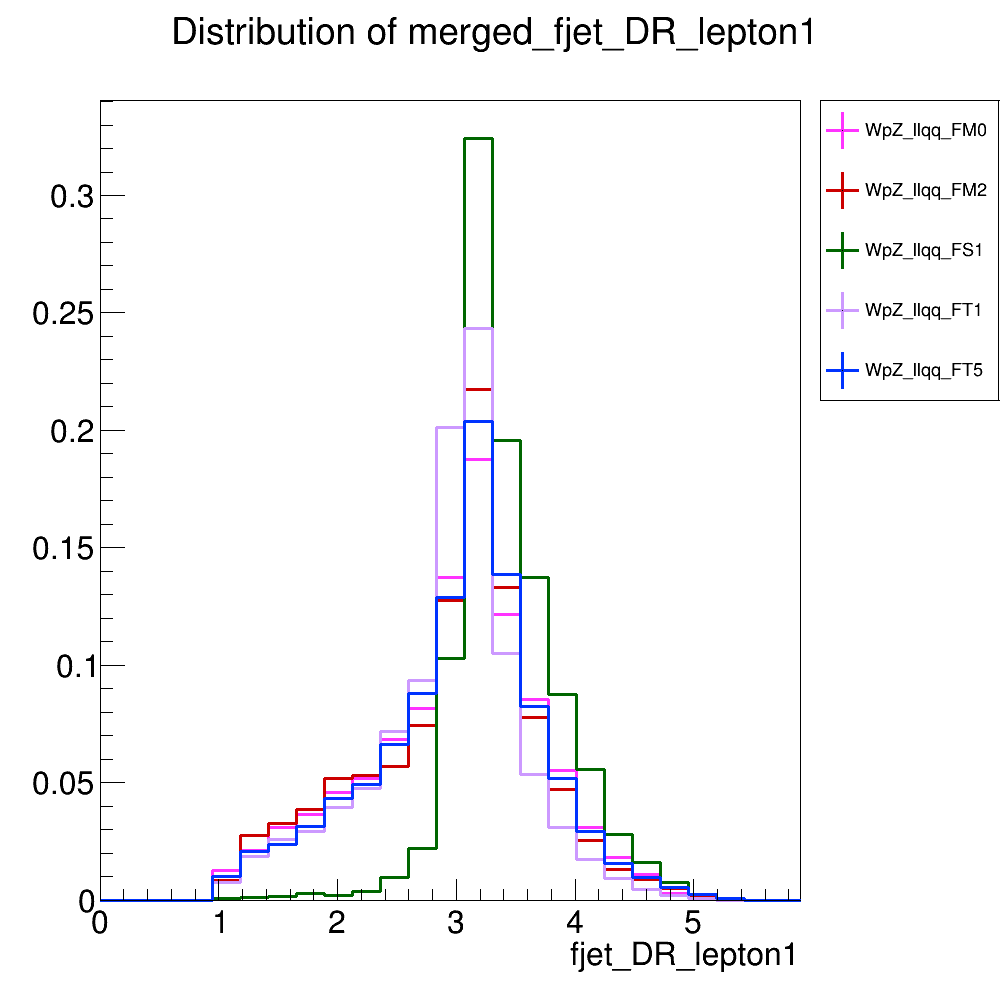 Distribution of merged_fjet_DR_lepton1
WpZ_llqq_FM0
WpZ_llqq_FM2
WpZ_llqq_FS1
WpZ_llqq_FT1
WpZ_llqq_FT5
0.3
0.25
0.2
0.15
0.1
0.05
0
0 1 2 3 4 5
fjet_DR_lepton1